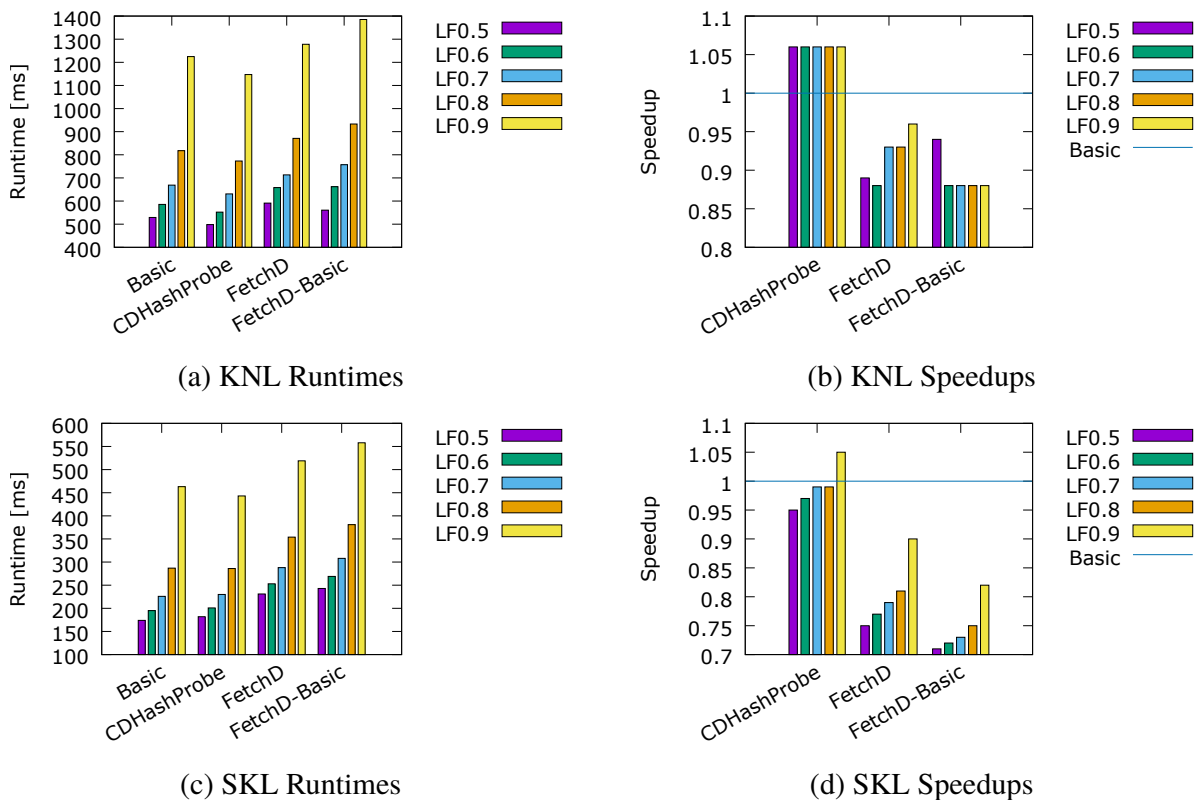 1400
1300
1200
1100
1000
900
800
700
600
500
400
Runtime [ms]
Basic
CDHashProbe
FetchD
FetchD-Basic
LF0.5
LF0.6
LF0.7
LF0.8
LF0.9
(a) KNL Runtimes
1.1
1.05
1
0.95
0.9
0.85
0.8
Speedup
CDHashProbe
FetchD
FetchD-Basic
LF0.5
LF0.6
LF0.7
LF0.8
LF0.9
Basic
(b) KNL Speedups
600
550
500
450
400
350
300
250
200
150
100
Runtime [ms]
Basic
CDHashProbe
FetchD
FetchD-Basic
LF0.5
LF0.6
LF0.7
LF0.8
LF0.9
(c) SKL Runtimes
1.1
1.05
1
0.95
0.9
0.85
0.8
0.75
0.7
Speedup
CDHashProbe
FetchD
FetchD-Basic
LF0.5
LF0.6
LF0.7
LF0.8
LF0.9
Basic
(d) SKL Speedups